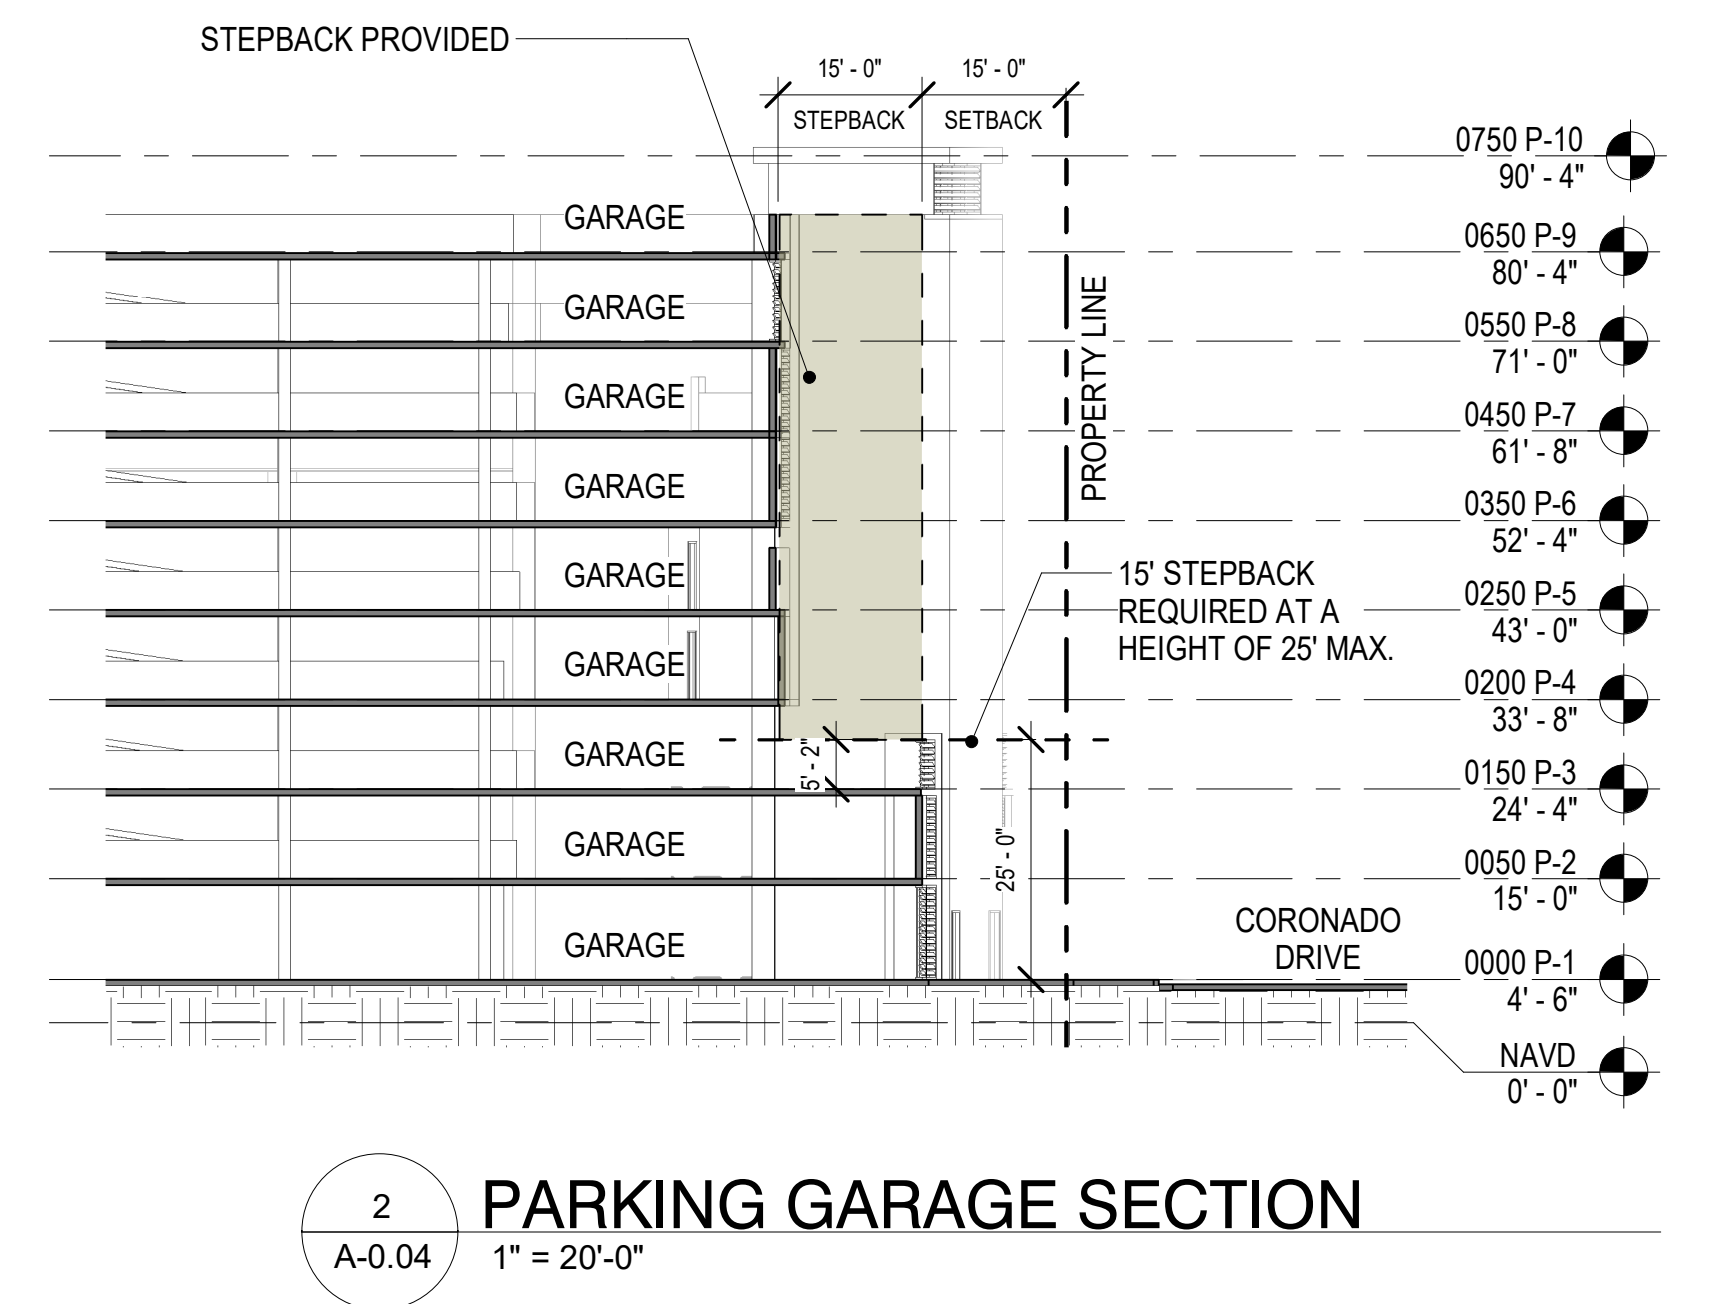 STEPBACK PROVIDED
15' - 0"
15' - 0"
STEPBACK
SETBACK
0750 P-10
90' - 4"
GARAGE
0650 P-9
80' - 4"
GARAGE
0550 P-8
71' - 0"
PROPERTY LINE
GARAGE
0450 P-7
61' - 8"
GARAGE
0350 P-6
52' - 4"
GARAGE
15' STEPBACK
REQUIRED AT A
HEIGHT OF 25' MAX.
0250 P-5
43' - 0"
GARAGE
0200 P-4
33' - 8"
GARAGE
5' - 2"
0150 P-3
24' - 4"
GARAGE
25' - 0"
0050 P-2
15' - 0"
GARAGE
CORONADO
DRIVE
0000 P-1
4' - 6"
NAVD
0' - 0"
2
PARKING GARAGE SECTION
A-0.04
1" = 20'-0"